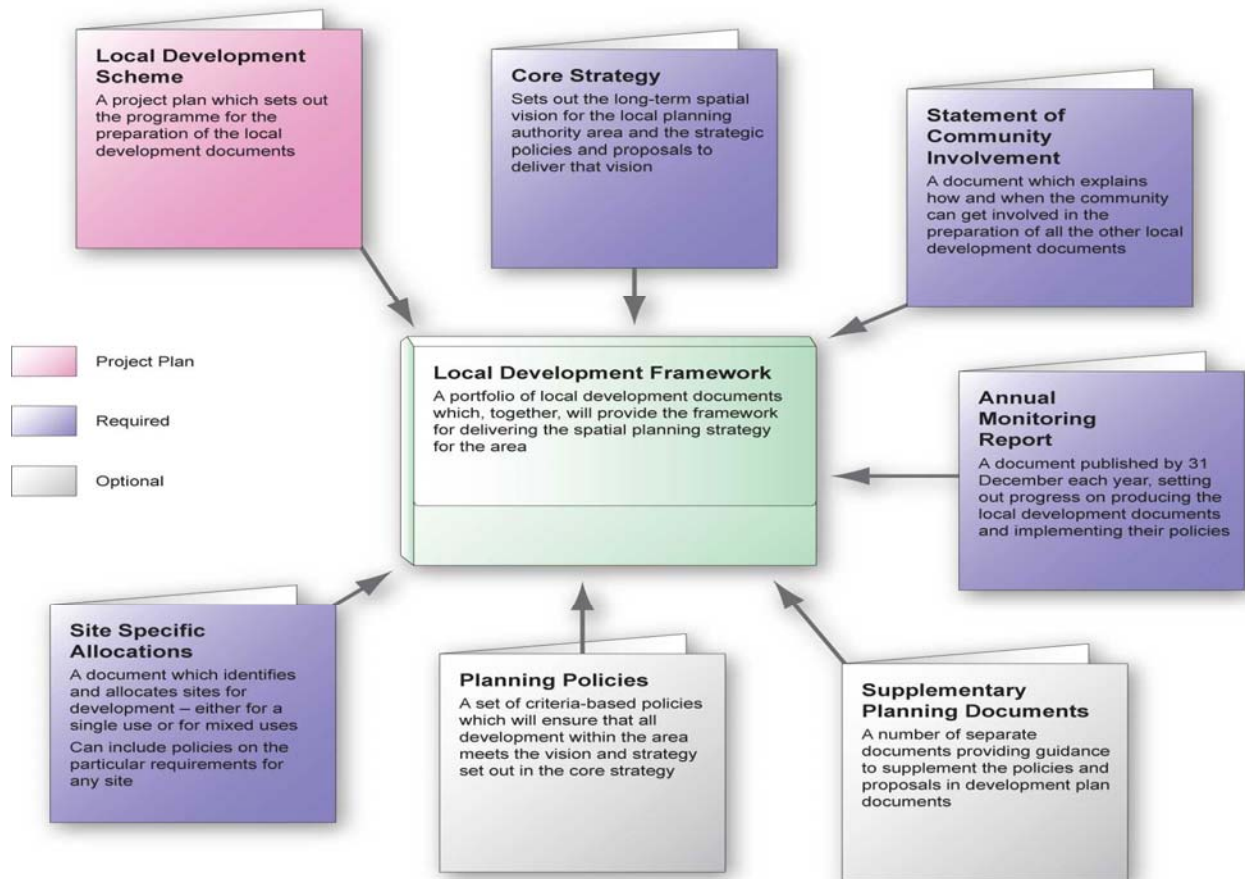 Local Development
Scheme
A project plan which sets out
the programme for the
preparation of the local
development documents
Core Strategy
Sets out the long-term spatial
vision for the local planning
authority area and the strategic
policies and proposals to
deliver that vision
Statement of
Community
Involvement
A document which explains
how and when the community
can get involved in the
preparation of all the other local
development documents
Project Plan
Required
Optional
Local Development Framework
A portfolio of local development documents
which, together, will provide the framework
for delivering the spatial planning strategy
for the area
Annual
Monitoring
Report
A document published by 31
December each year, setting
out progress on producing the
local development documents
and implementing their policies
Site Specific
Allocations
A document which identifies
and allocates sites for
development – either for a
single use or for mixed uses
Can include policies on the
particular requirements for
any site
Planning Policies
A set of criteria-based policies
which will ensure that all
development within the area
meets the vision and strategy
set out in the core strategy
Supplementary
Planning Documents
A number of separate
documents providing guidance
to supplement the policies and
proposals in development plan
documents